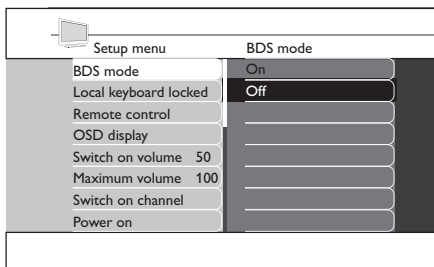 Setup menu BDS mode
BDS mode On
Local keyboard locked Off
Remote control
OSD display
Switch on volume 50
Maximum volume 100
Switch on channel
Power on